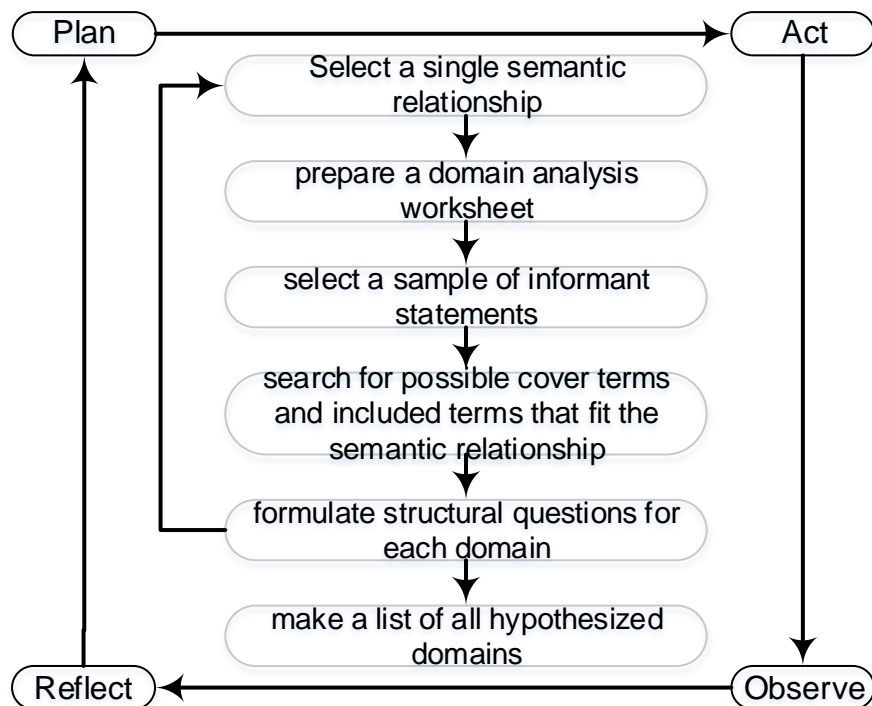 Plan
Act
Select a single semantic
relationship
prepare a domain analysis
worksheet
select a sample of informant
statements
search for possible cover terms
and included terms that fit the
semantic relationship
formulate structural questions for
each domain
make a list of all hypothesized
domains
Reflect
Observe